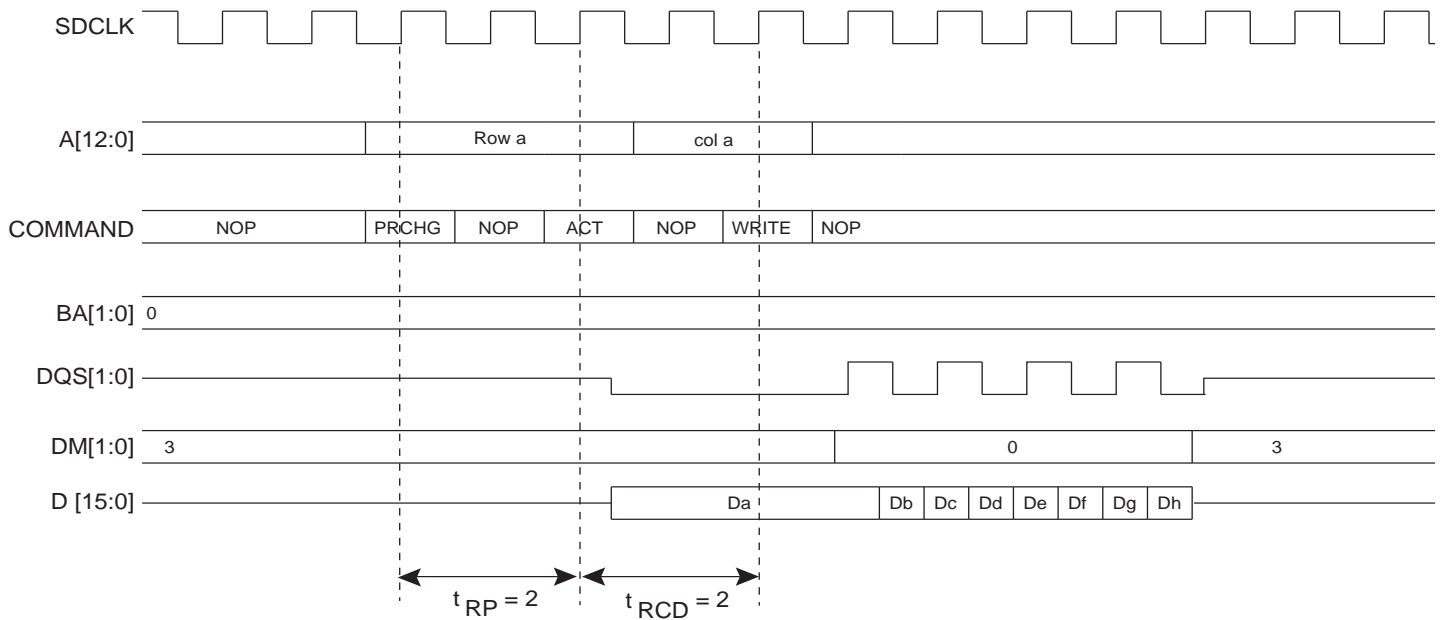 SDCLK
A[12:0] Row a col a
COMMAND NOP PRCHG NOP ACT NOP WRITE NOP
BA[1:0] 0
DQS[1:0]
DM[1:0] 3 0 3
D [15:0] Da Db Dc Dd De Df Dg Dh
t RP = 2 t RCD = 2